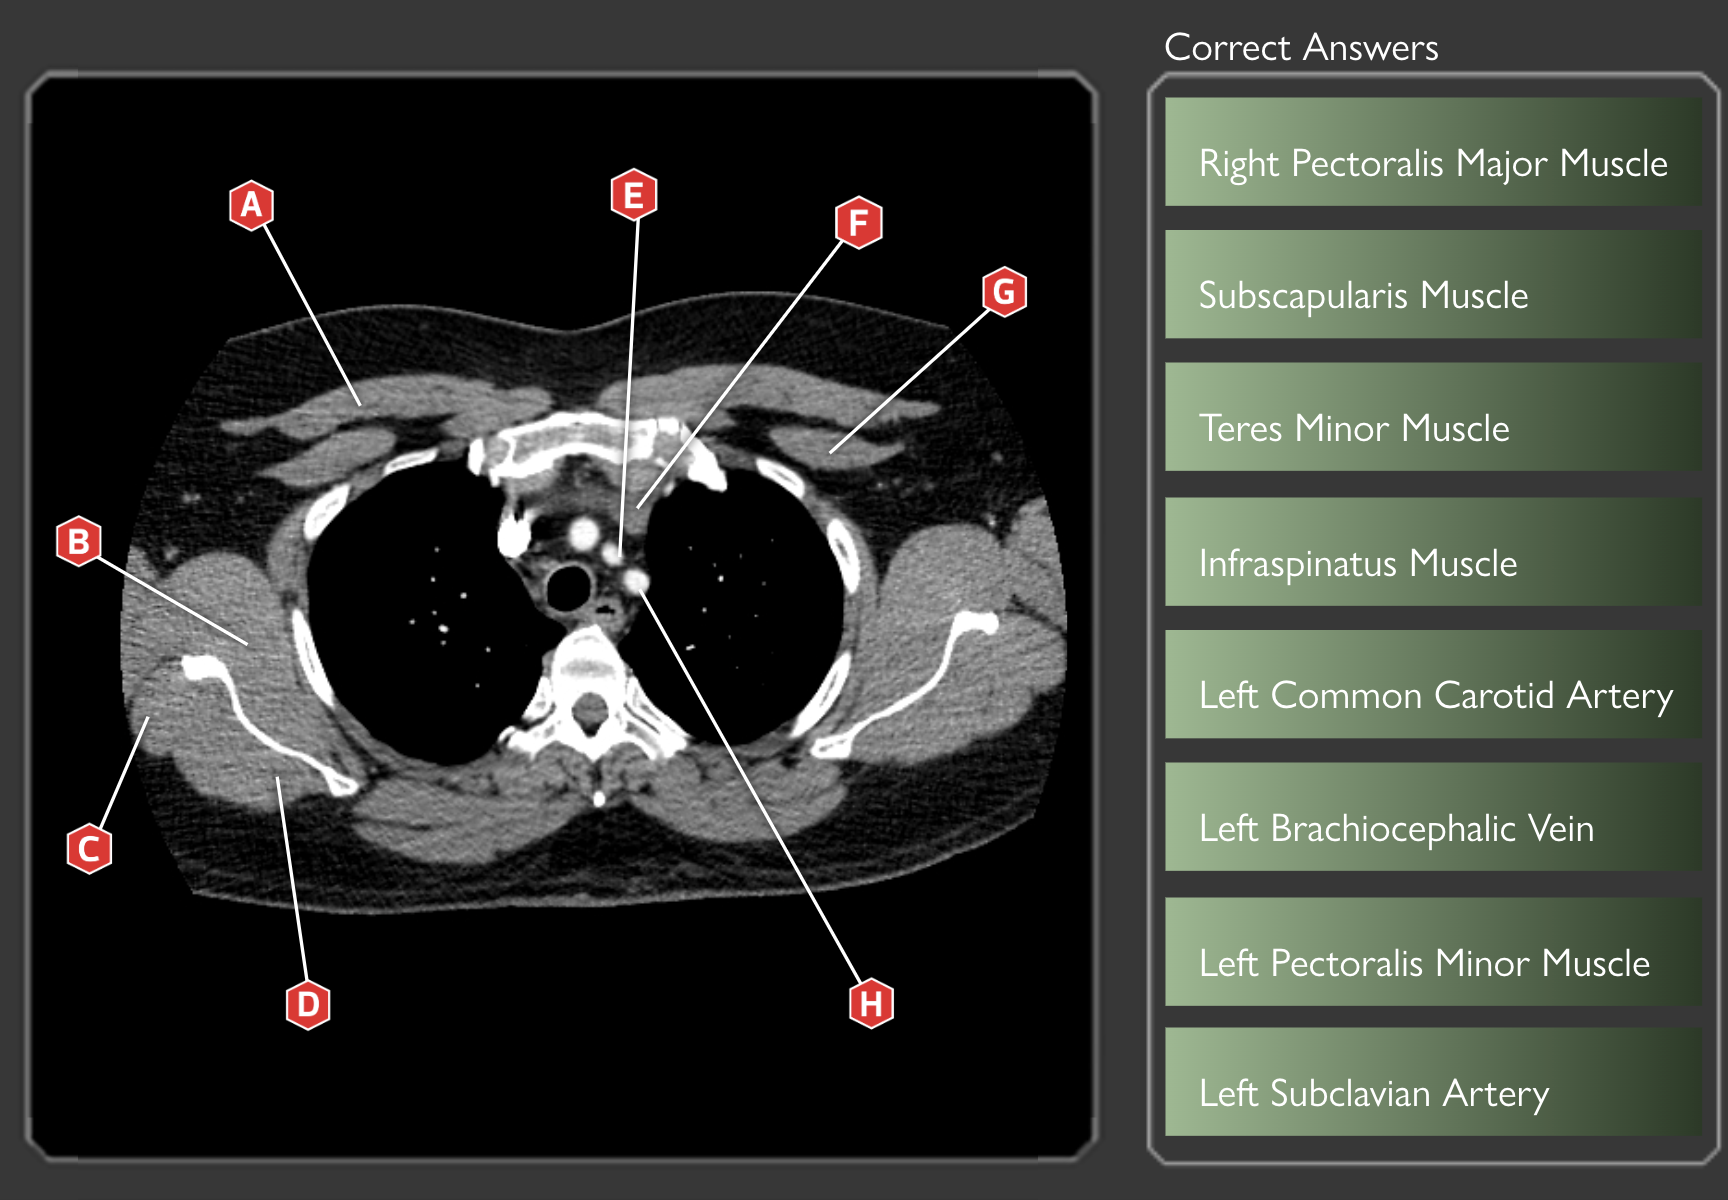 Correct Answers
A
E
F
G
B
C
D
H
Right Pectoralis Major Muscle
Subscapularis Muscle
Teres Minor Muscle
Infraspinatus Muscle
Left Common Carotid Artery
Left Brachiocephalic Vein
Left Pectoralis Minor Muscle
Left Subclavian Artery